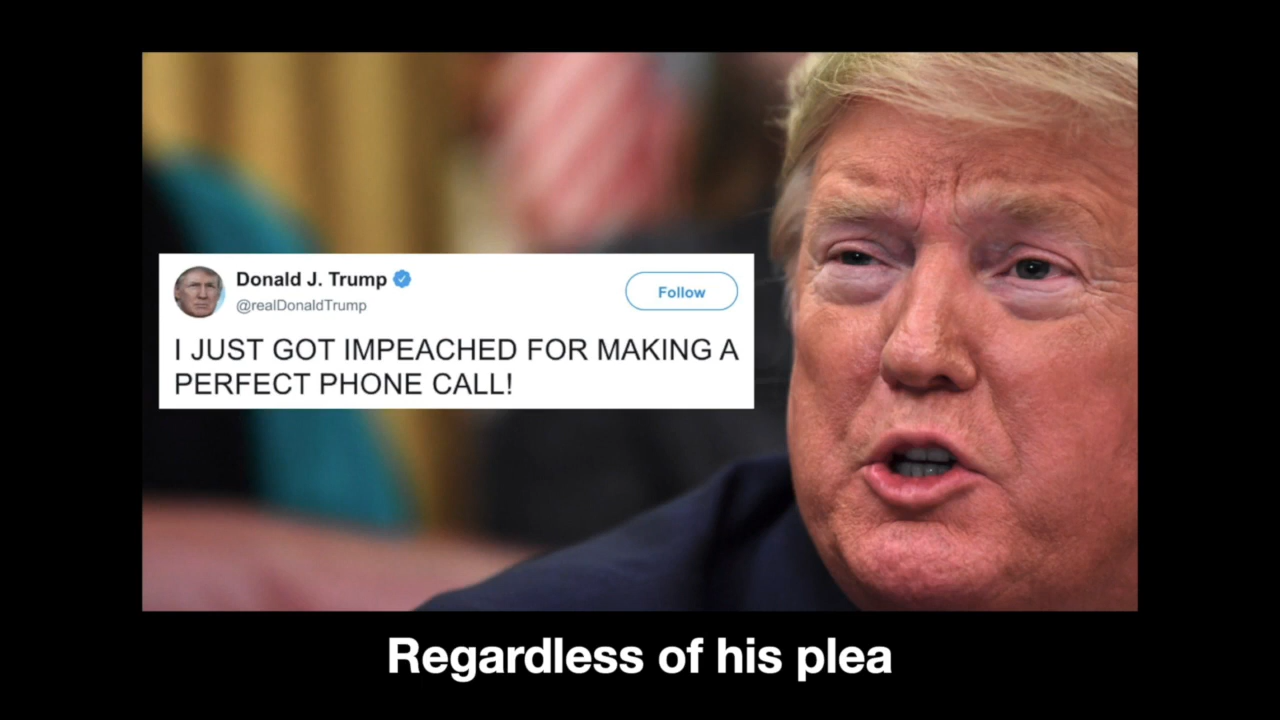 Donald J. Trump
@realDonaldTrump
Follow
I JUST GOT IMPEACHED FOR MAKING A
PERFECT PHONE CALL!
Regardless of his plea